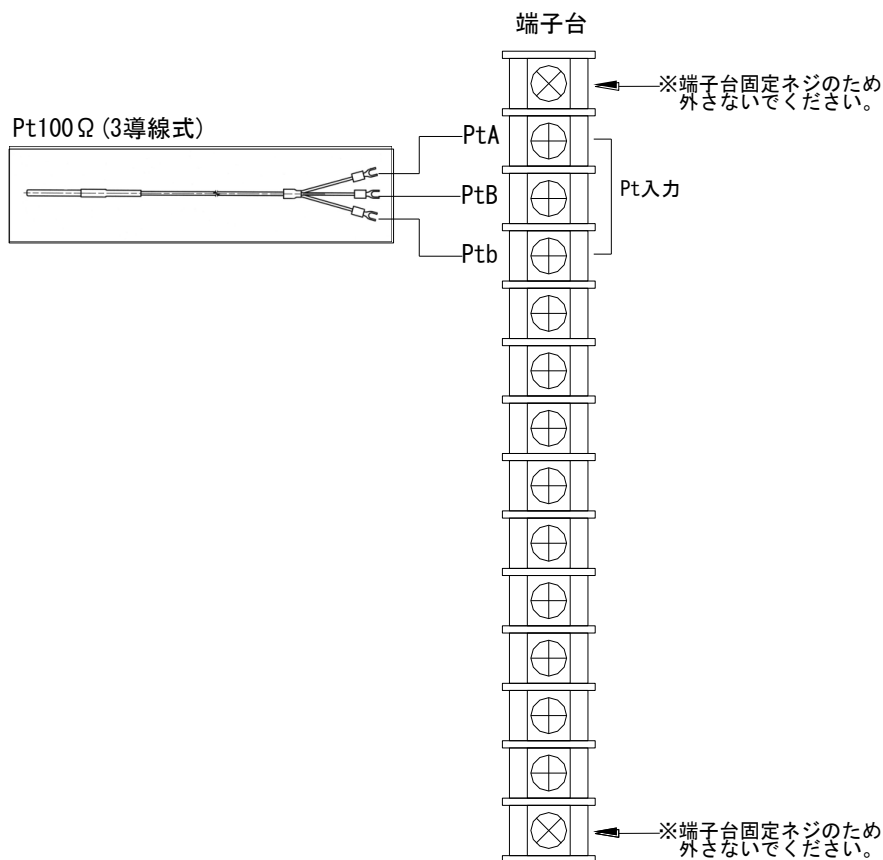 端子台
※端子台固定ネジのため
外さないでください。
Pt100Ω(3導線式)
PtA
PtB
Pt入力
Ptb
※端子台固定ネジのため
外さないでください。